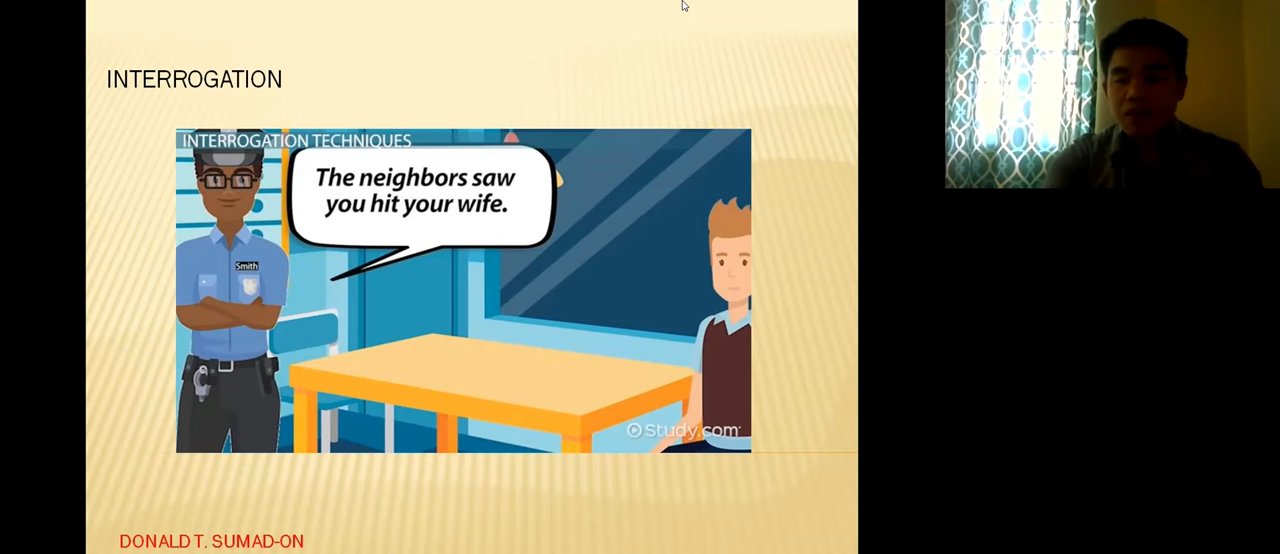 INTERROGATION
INTERROGATION TECHNIQUES
The neighbors saw
you hit your wife.
Smith
Study.com
DONALD T. SUMAD-ON